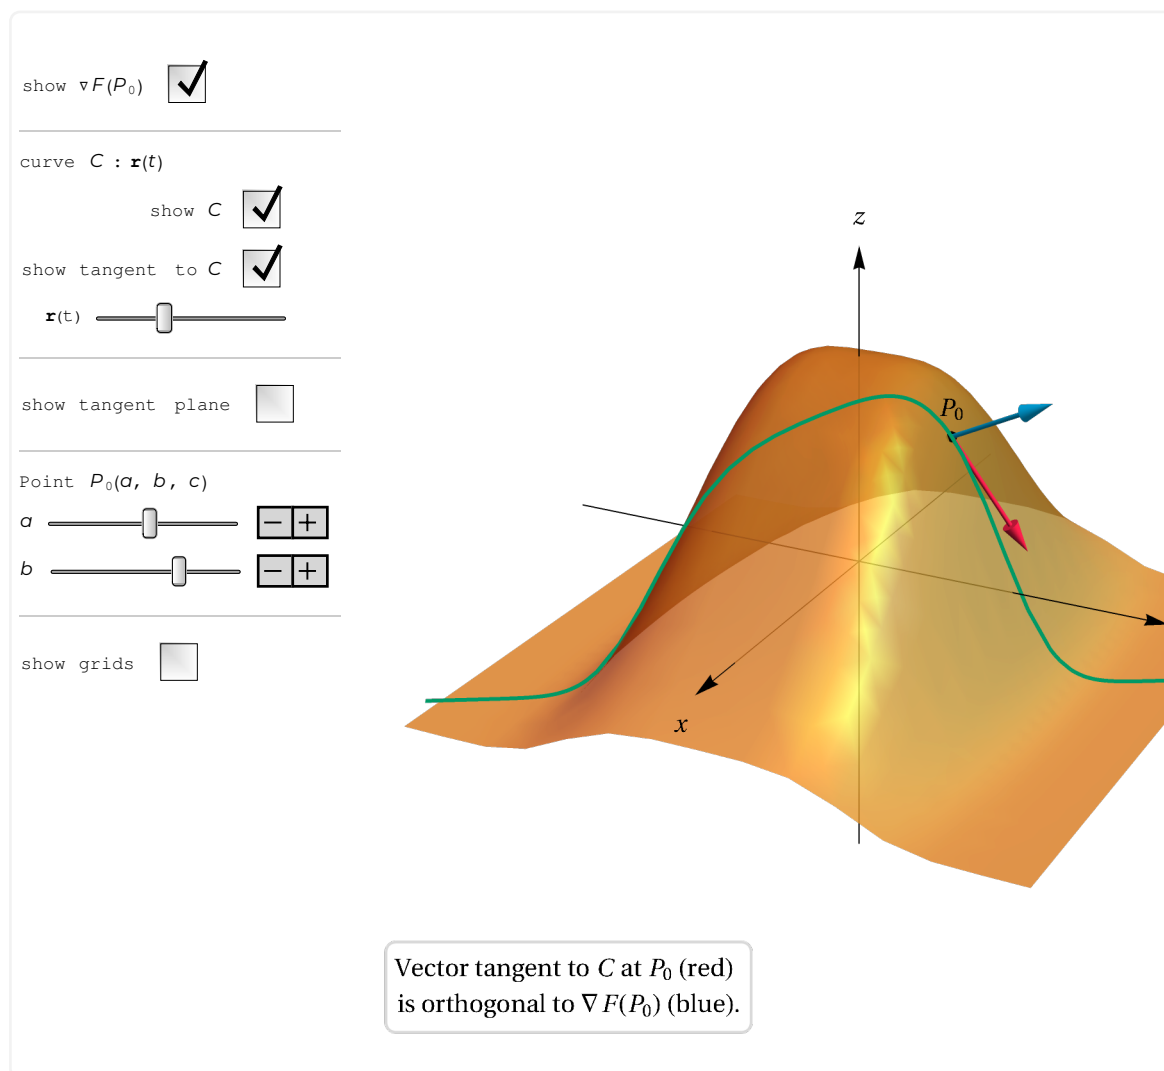 show ∇F(P₀)
curve C : r(t)
show C
show tangent to C
r(t)
show tangent plane
Point P₀(a, b, c)
a − +
b − +
show grids
z
P₀
x
Vector tangent to C at P₀ (red)
is orthogonal to ∇F(P₀) (blue).